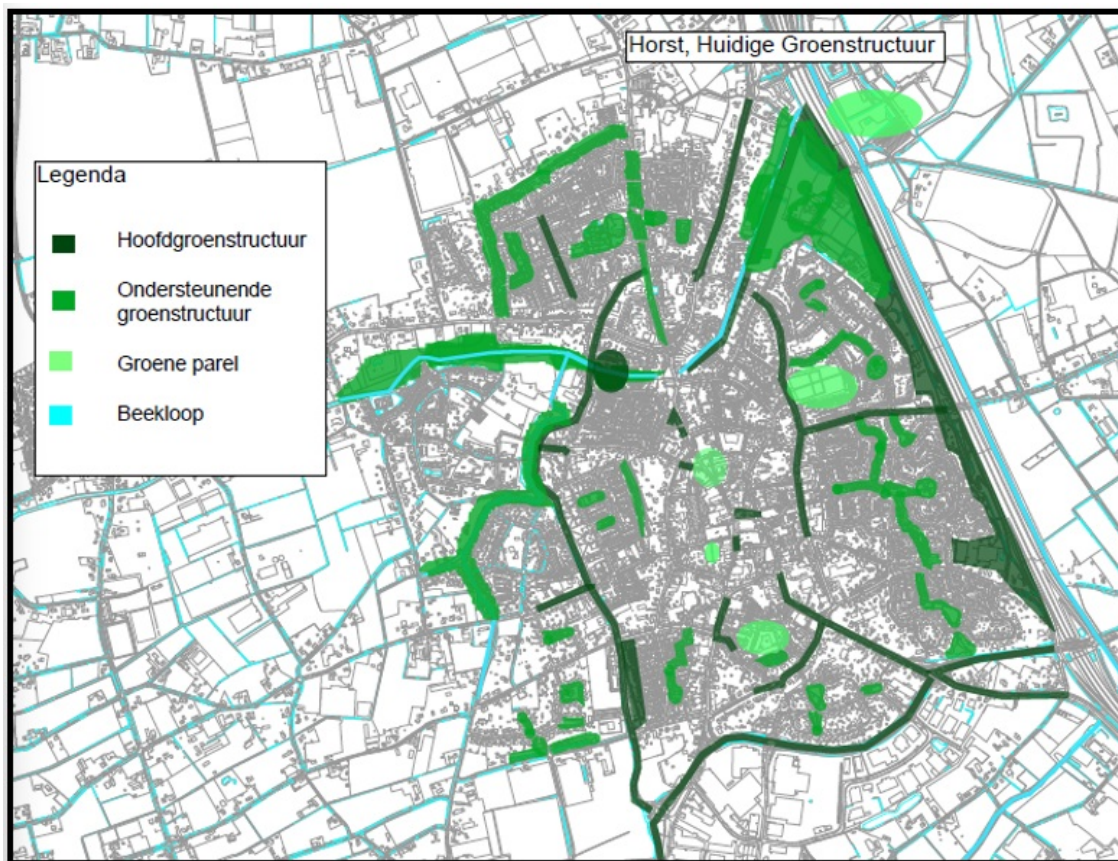 Horst, Huidige Groenstructuur
Legenda
Hoofdgroenstructuur
Ondersteunende
groenstructuur
Groene parel
Beekloop